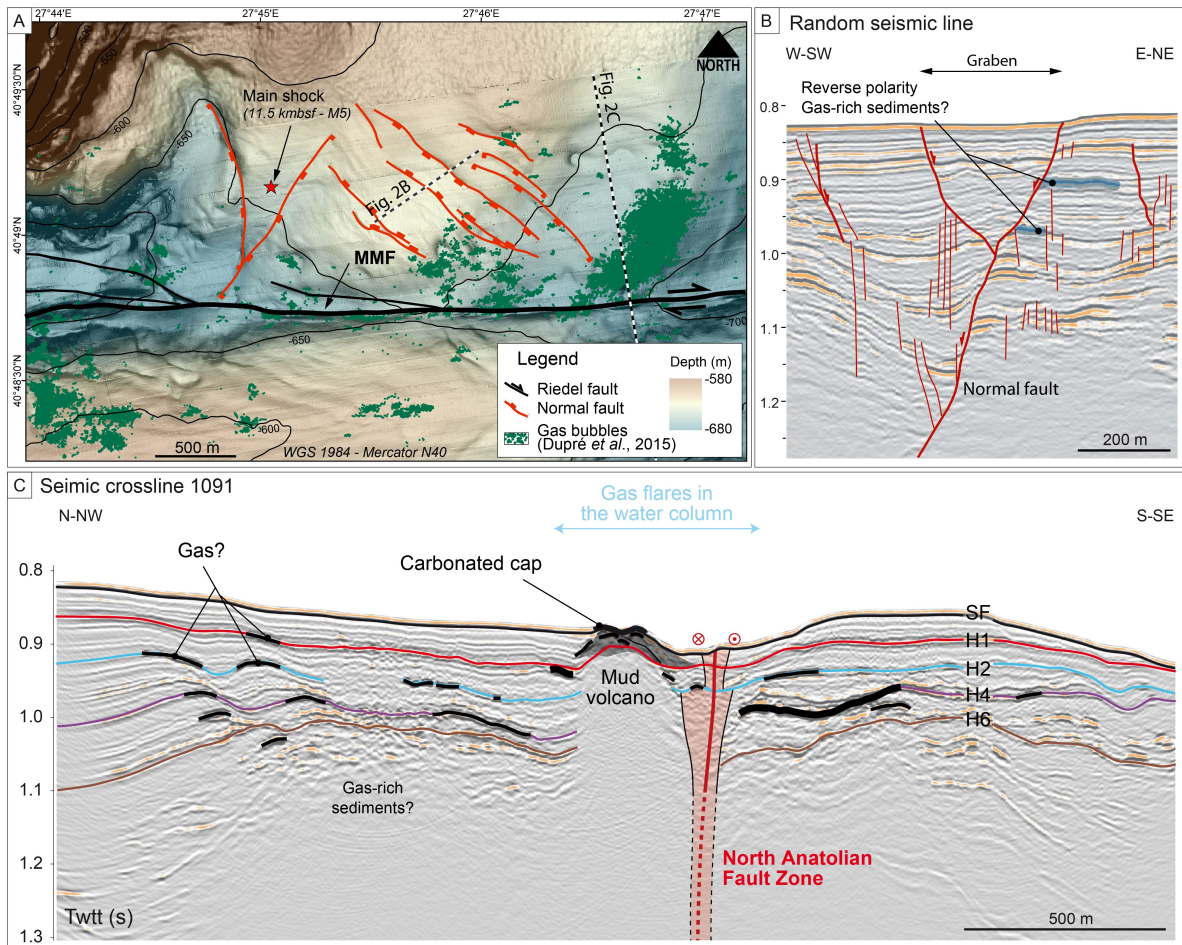 A
27°44'E
27°45'E
27°46'E
27°47'E
40°49'30"N
40°49'N
40°48'30"N
-500
-550
-600
-650
Main shock
(11.5 kmbsf - M5)
NORTH
Fig. 2C
Fig. 2B
MMF
-650
-700
-600
500 m
WGS 1984 - Mercator N40
Legend
Riedel fault
Normal fault
Gas bubbles
(Dupré et al., 2015)
Depth (m)
-580
-680
B
Random seismic line
W-SW
E-NE
Graben
Reverse polarity
Gas-rich sediments?
0.8
0.9
1.0
1.1
1.2
Normal fault
200 m
C
Seimic crossline 1091
N-NW
S-SE
Gas flares in
the water column
Gas?
Carbonated cap
0.8
0.9
1.0
1.1
1.2
1.3
Twtt (s)
Mud
volcano
SF
H1
H2
H4
H6
Gas-rich
sediments?
North Anatolian
Fault Zone
500 m